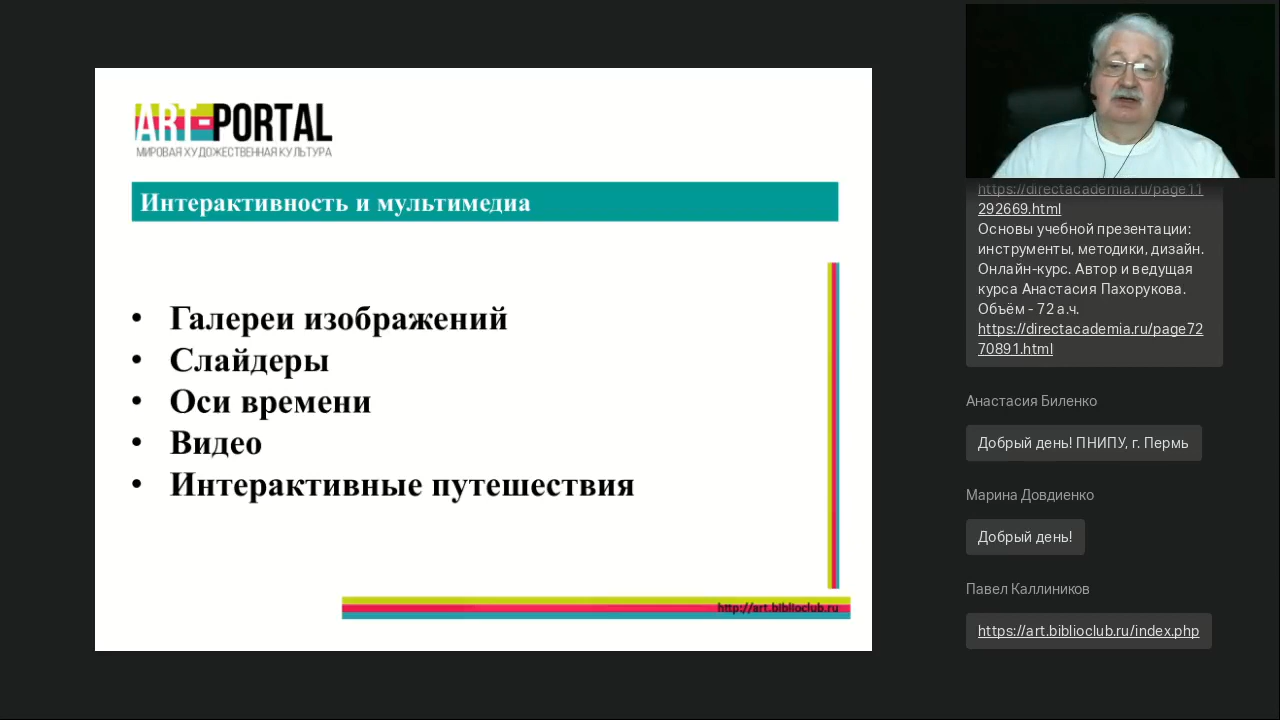 ART-PORTAL
МИРОВАЯ ХУДОЖЕСТВЕННАЯ КУЛЬТУРА
Интерактивность и мультимедиа
• Галереи изображений
• Слайдеры
• Оси времени
• Видео
• Интерактивные путешествия
http://art.biblioclub.ru
https://directacademia.ru/page11
292669.html
Основы учебной презентации:
инструменты, методики, дизайн.
Онлайн-курс. Автор и ведущая
курса Анастасия Пахорукова.
Объём - 72 а.ч.
https://directacademia.ru/page72
70891.html
Анастасия Биленко
Добрый день! ПНИПУ, г. Пермь
Марина Довдиенко
Добрый день!
Павел Каллиников
https://art.biblioclub.ru/index.php